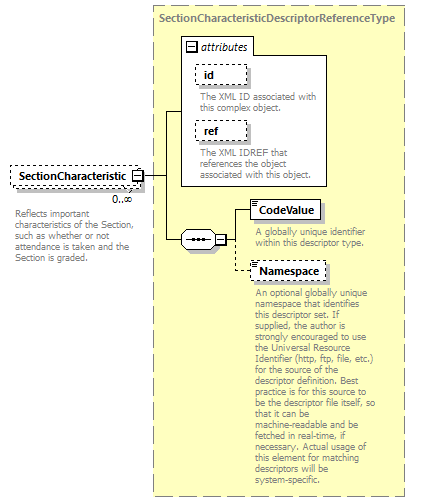 SectionCharacteristicDescriptorReferenceType
attributes
id
The XML ID associated with
this complex object.
ref
The XML IDREF that
references the object
associated with this object.
SectionCharacteristic
0..∞
Reflects important
characteristics of the Section,
such as whether or not
attendance is taken and the
Section is graded.
CodeValue
A globally unique identifier
within this descriptor type.
Namespace
An optional globally unique
namespace that identifies
this descriptor set. If
supplied, the author is
strongly encouraged to use
the Universal Resource
Identifier (http, ftp, file, etc.)
for the source of the
descriptor definition. Best
practice is for this source to
be the descriptor file itself, so
that it can be
machine-readable and be
fetched in real-time, if
necessary. Actual usage of
this element for matching
descriptors will be
system-specific.